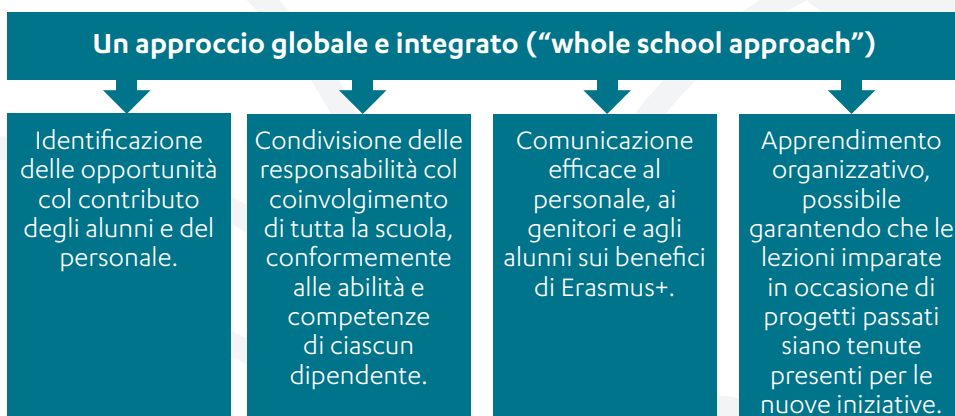 Un approccio globale e integrato (“whole school approach”)
Identificazione
delle opportunità
col contributo
degli alunni e del
personale.
Condivisione delle
responsabilità col
coinvolgimento
di tutta la scuola,
conformemente
alle abilità e
competenze
di ciascun
dipendente.
Comunicazione
efficace al
personale, ai
genitori e agli
alunni sui benefici
di Erasmus+.
Apprendimento
organizzativo,
possibile
garantendo che le
lezioni imparate
in occasione di
progetti passati
siano tenute
presenti per le
nuove iniziative.